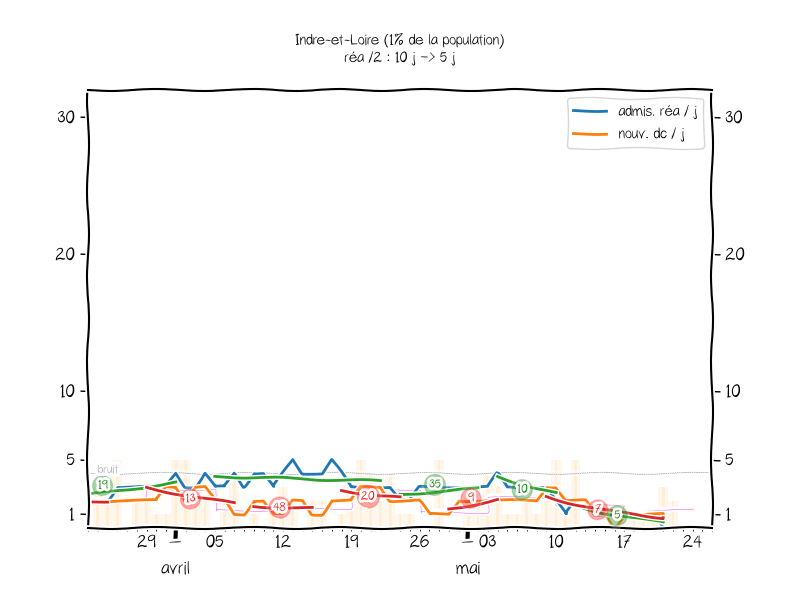 Indre-et-Loire (1% de la population)
réa /2 : 10 j -> 5 j
admis. réa / j
nouv. dc / j
30 30
20 20
10 10
5 5
bruit
19 13 48 20 35 9 10 7 5
1 1
29 05 12 19 26 03 10 17 24
avril mai